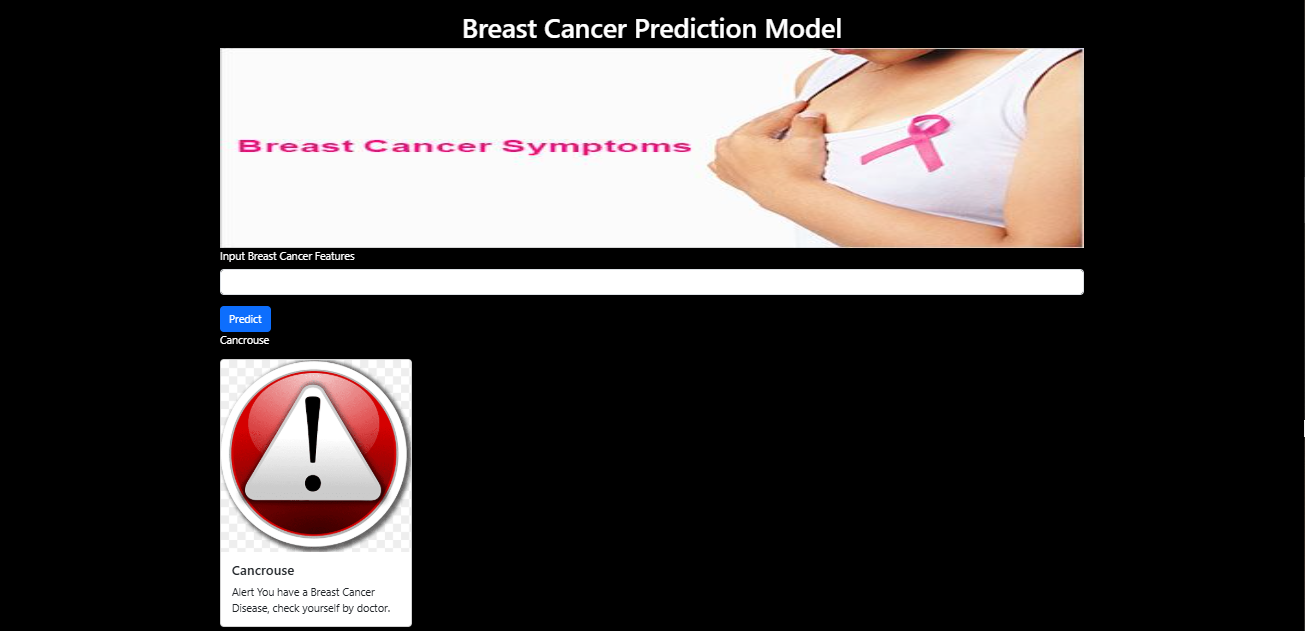 Breast Cancer Prediction Model
Breast Cancer Symptoms
Input Breast Cancer Features
Predict
Cancrouse
Cancrouse
Alert You have a Breast Cancer
Disease, check yourself by doctor.